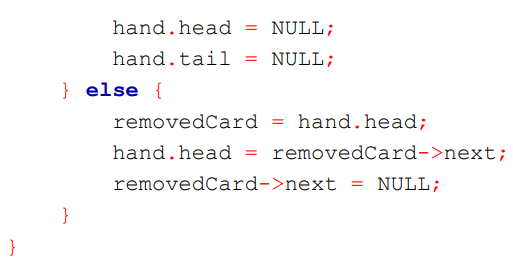 hand.head = NULL;
hand.tail = NULL;
} else {
removedCard = hand.head;
hand.head = removedCard->next;
removedCard->next = NULL;
}
}